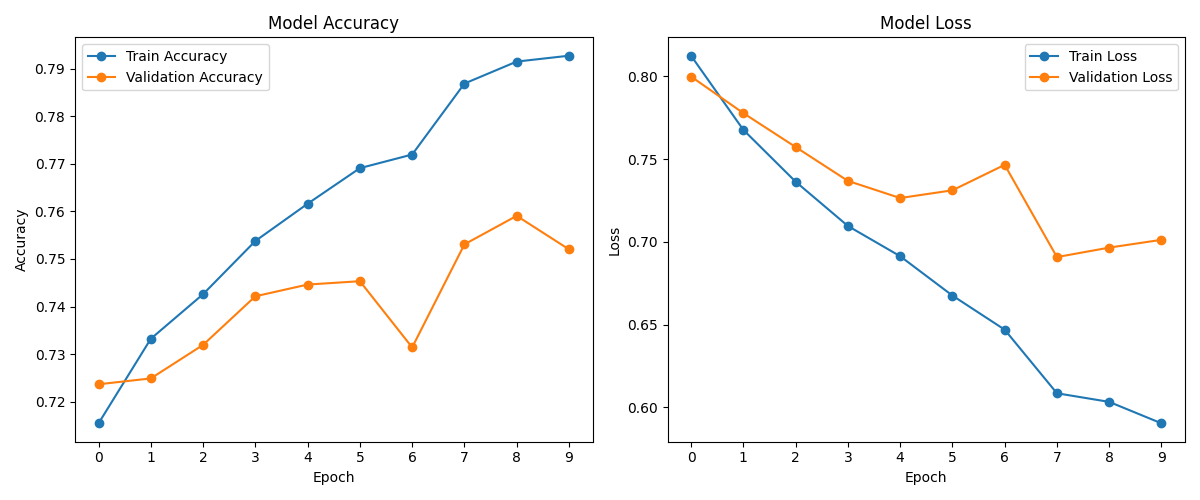 Model Accuracy
Train Accuracy
Validation Accuracy
0.79
0.78
0.77
0.76
0.75
0.74
0.73
0.72
Accuracy
0 1 2 3 4 5 6 7 8 9
Epoch
Model Loss
Train Loss
Validation Loss
0.80
0.75
0.70
0.65
0.60
Loss
0 1 2 3 4 5 6 7 8 9
Epoch